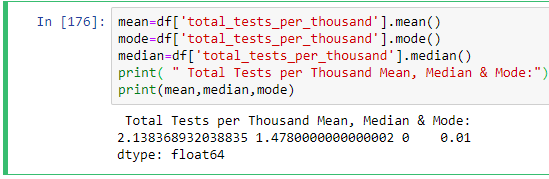 In [176]: mean=df['total_tests_per_thousand'].mean()
mode=df['total_tests_per_thousand'].mode()
median=df['total_tests_per_thousand'].median()
print( " Total Tests per Thousand Mean, Median & Mode:")
print(mean,median,mode)
Total Tests per Thousand Mean, Median & Mode:
2.138368932038835 1.4780000000000002 0    0.01
dtype: float64